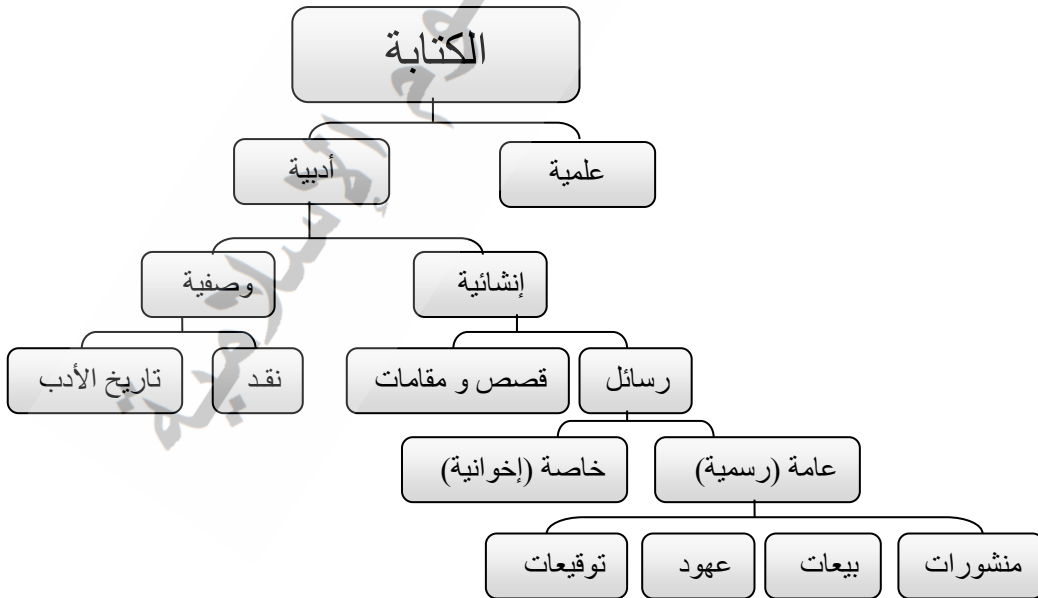 الكتابة
علمية
أدبية
إنشائية
وصفية
رسائل
قصص و مقامات
نقد
تاريخ الأدب
عامة (رسمية)
خاصة (إخوانية)
منشورات
بيعات
عهود
توقيعات
الإسلامية